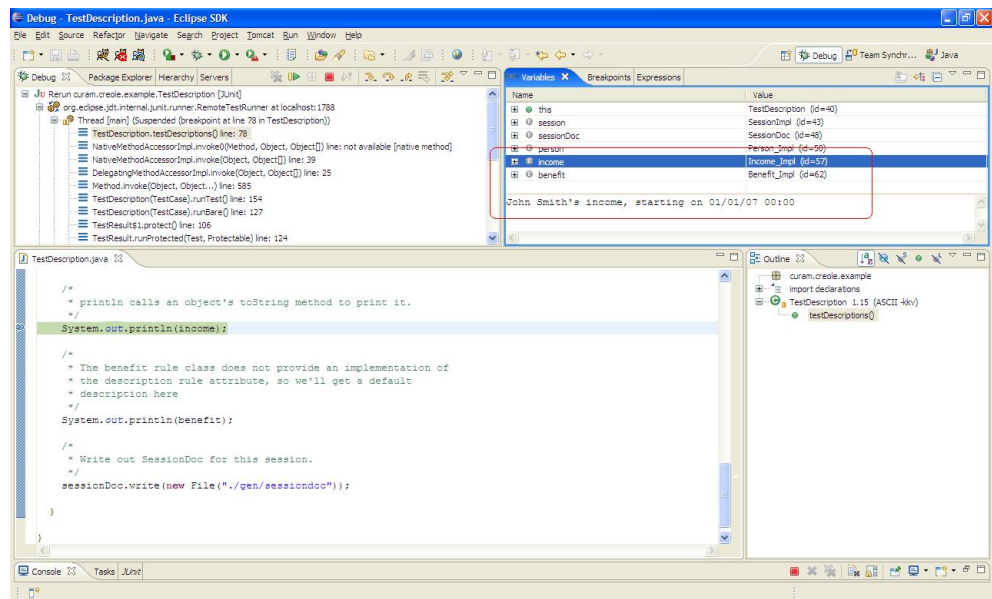 Debug - TestDescription.java - Eclipse SDK
File Edit Source Refactor Navigate Search Project Tomcat Run Window Help
Debug Team Synchr... Java
Debug Package Explorer Hierarchy Servers
Ju Rerun curam.creole.example.TestDescription [JUnit]
org.eclipse.jdt.internal.junit.runner.RemoteTestRunner at localhost:1788
Thread [main] (Suspended (breakpoint at line 78 in TestDescription))
TestDescription.testDescriptions() line: 78
NativeMethodAccessorImpl.invoke0(Method, Object, Object[]) line: not available [native method]
NativeMethodAccessorImpl.invoke(Object, Object[]) line: 39
DelegatingMethodAccessorImpl.invoke(Object, Object[]) line: 25
Method.invoke(Object, Object...) line: 585
TestDescription(TestCase).runTest() line: 154
TestDescription(TestCase).runBare() line: 127
TestResult$1.protect() line: 106
TestResult.runProtected(Test, Protectable) line: 124
Variables Breakpoints Expressions
Name Value
this TestDescription (id=40)
session SessionImpl (id=43)
sessionDoc SessionDoc (id=48)
person Person_Impl (id=50)
income Income_Impl (id=57)
benefit Benefit_Impl (id=62)
John Smith's income, starting on 01/01/07 00:00
TestDescription.java
/*
* println calls an object's toString method to print it.
*/
System.out.println(income);
/*
* The benefit rule class does not provide an implementation of
* the description rule attribute, so we'll get a default
* description here
*/
System.out.println(benefit);
/*
* Write out SessionDoc for this session.
*/
sessionDoc.write(new File("./gen/sessiondoc"));
}
}
Outline
curam.creole.example
import declarations
TestDescription 1.15 (ASCII -kkv)
testDescriptions()
Console Tasks JUnit